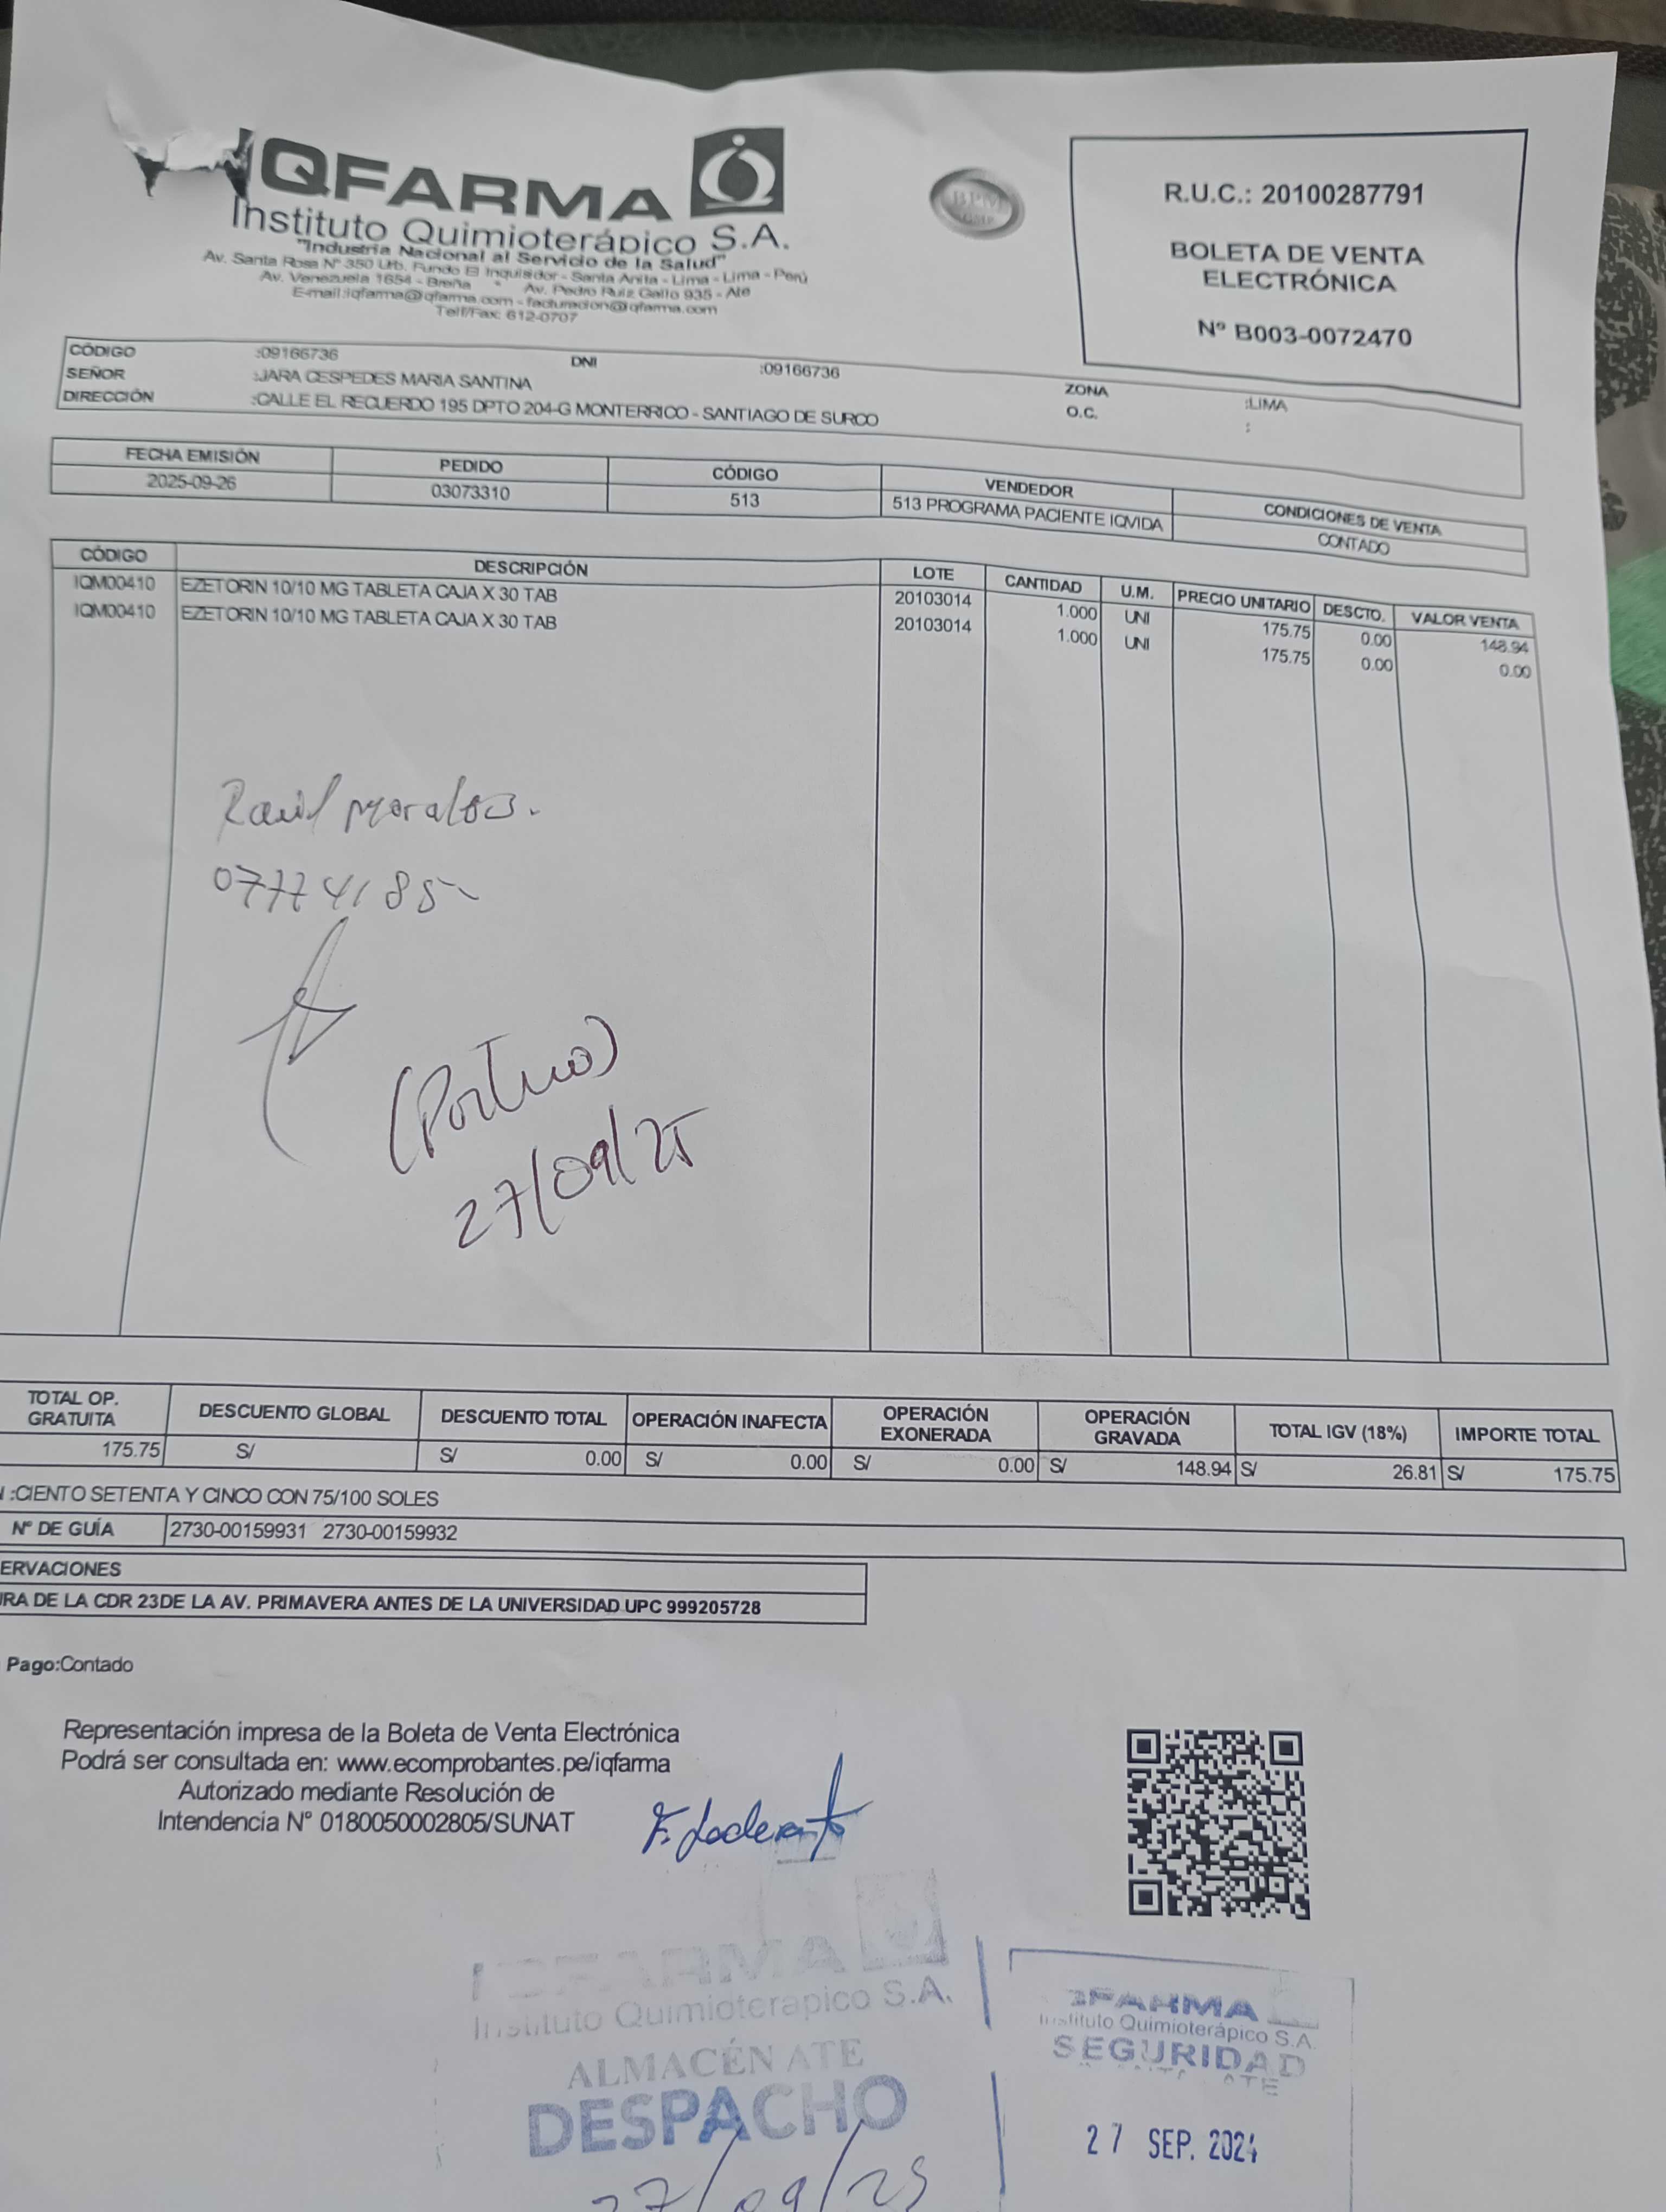 IQFARMA
Instituto Quimioterápico S.A.
"Industria Nacional al Servicio de la Salud"
Av. Santa Rosa N° 350 Urb. Fundo El Inquisidor - Santa Anita - Lima - Lima - Perú
Av. Venezuela 1654 - Breña * Av. Pedro Ruiz Gallo 935 - Ate
E-mail:iqfarma@iqfarma.com - facturacion@iqfarma.com
Telf/Fax: 612-0707
BPM
GMP
R.U.C.: 20100287791
BOLETA DE VENTA
ELECTRÓNICA
Nº B003-0072470
CÓDIGO :09166736 DNI :09166736
SEÑOR :JARA CESPEDES MARIA SANTINA ZONA :LIMA
DIRECCIÓN :CALLE EL RECUERDO 195 DPTO 204-G MONTERRICO - SANTIAGO DE SURCO O.C. :
FECHA EMISIÓN PEDIDO CÓDIGO VENDEDOR CONDICIONES DE VENTA
2025-09-26 03073310 513 513 PROGRAMA PACIENTE IQVIDA CONTADO
CÓDIGO DESCRIPCIÓN LOTE CANTIDAD U.M. PRECIO UNITARIO DESCTO. VALOR VENTA
IQM00410 EZETORIN 10/10 MG TABLETA CAJA X 30 TAB 20103014 1.000 UNI 175.75 0.00 148.94
IQM00410 EZETORIN 10/10 MG TABLETA CAJA X 30 TAB 20103014 1.000 UNI 175.75 0.00 0.00
Raúl Morales.
07774185
27/09/25
TOTAL OP. GRATUITA DESCUENTO GLOBAL DESCUENTO TOTAL OPERACIÓN INAFECTA OPERACIÓN EXONERADA OPERACIÓN GRAVADA TOTAL IGV (18%) IMPORTE TOTAL
175.75 S/ S/ 0.00 S/ 0.00 S/ 0.00 S/ 148.94 S/ 26.81 S/ 175.75
:CIENTO SETENTA Y CINCO CON 75/100 SOLES
Nº DE GUÍA 2730-00159931 2730-00159932
ERVACIONES
RA DE LA CDR 23DE LA AV. PRIMAVERA ANTES DE LA UNIVERSIDAD UPC 999205728
Pago:Contado
Representación impresa de la Boleta de Venta Electrónica
Podrá ser consultada en: www.ecomprobantes.pe/iqfarma
Autorizado mediante Resolución de
Intendencia N° 0180050002805/SUNAT
IQFARMA
Instituto Quimioterapico S.A.
ALMACÉN ATE
DESPACHO
27/09/25
QFARMA
Instituto Quimioterápico S.A.
SEGURIDAD
ATE
27 SEP. 2024